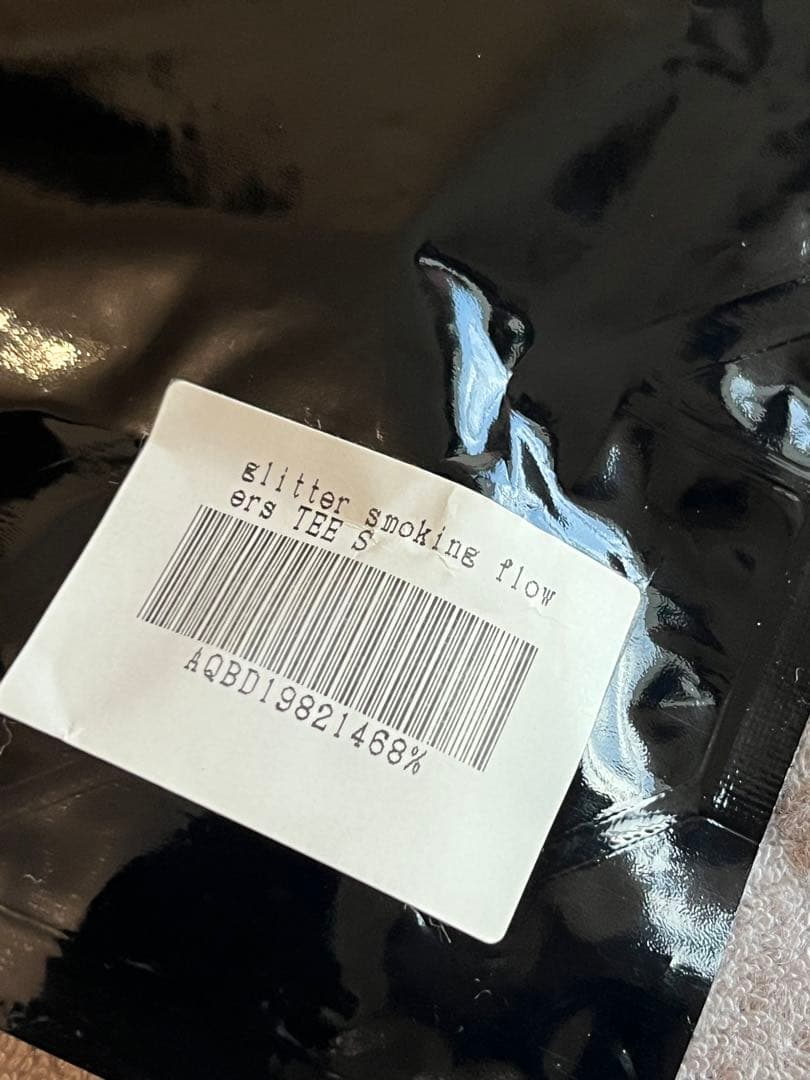 glitter smoking flow
ers TEE S
AQBD19821468%